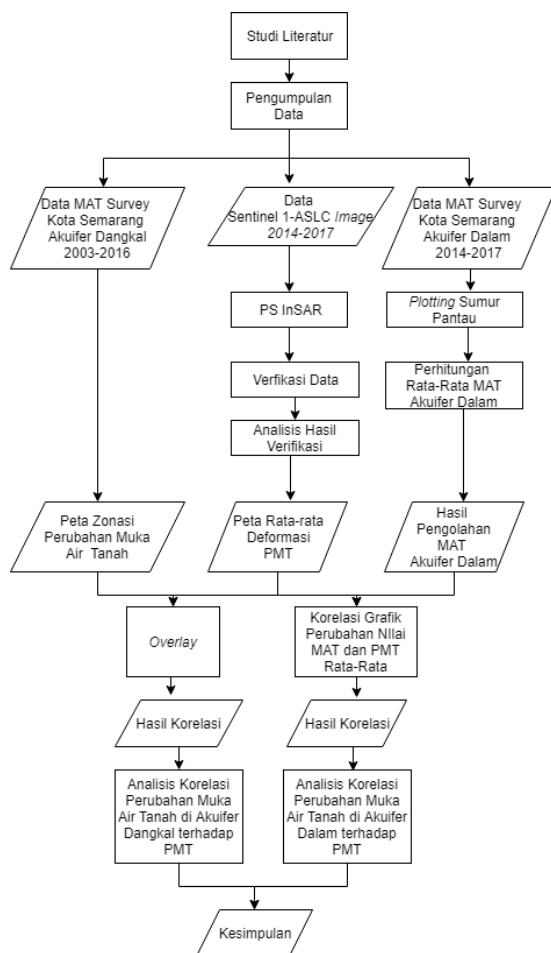 Studi Literatur
Pengumpulan
Data
Data MAT Survey
Kota Semarang
Akuifer Dangkal
2003-2016
Data
Sentinel 1-ASLC Image
2014-2017
Data MAT Survey
Kota Semarang
Akuifer Dalam
2014-2017
PS InSAR
Plotting Sumur
Pantau
Verfikasi Data
Perhitungan
Rata-Rata MAT
Akuifer Dalam
Analisis Hasil
Verifikasi
Peta Zonasi
Perubahan Muka
Air Tanah
Peta Rata-rata
Deformasi
PMT
Hasil
Pengolahan
MAT
Akuifer Dalam
Overlay
Korelasi Grafik
Perubahan NIlai
MAT dan PMT
Rata-Rata
Hasil Korelasi
Hasil Korelasi
Analisis Korelasi
Perubahan Muka
Air Tanah di Akuifer
Dangkal terhadap
PMT
Analisis Korelasi
Perubahan Muka
Air Tanah di Akuifer
Dalam terhadap
PMT
Kesimpulan